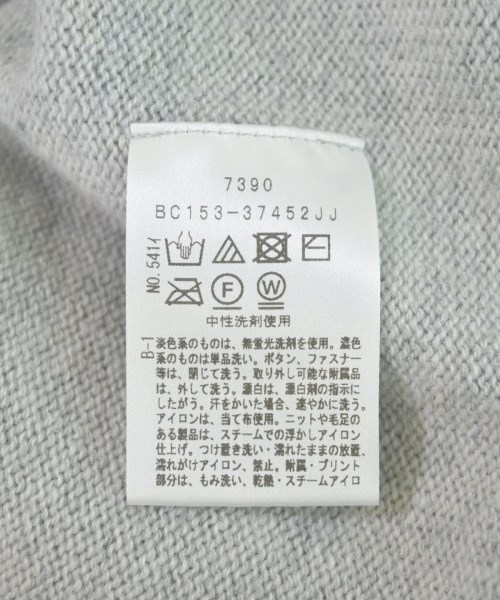 7390
BC153-37452JJ
NO.541イ
F
W
中性洗剤使用
B-1
淡色系のものは、無蛍光洗剤を使用。濃色
系のものは単品洗い。ボタン、ファスナー
等は、閉じて洗う。取り外し可能な附属品
は、外して洗う。漂白は、漂白剤の指示に
したがう。汗をかいた場合、速やかに洗う。
アイロンは、当て布使用。ニットや毛足の
ある製品は、スチームでの浮かしアイロン
仕上げ。つけ置き洗い・濡れたままの放置、
濡れがけアイロン、禁止。附属・プリント
部分は、もみ洗い、乾熱・スチームアイロ